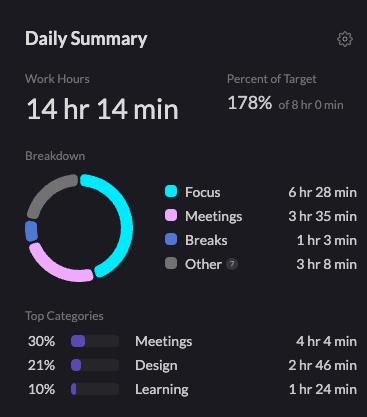 Daily Summary
Work Hours
Percent of Target
14 hr 14 min
178% of 8 hr 0 min
Breakdown
Focus 6 hr 28 min
Meetings 3 hr 35 min
Breaks 1 hr 3 min
Other ? 3 hr 8 min
Top Categories
30% Meetings 4 hr 4 min
21% Design 2 hr 46 min
10% Learning 1 hr 24 min